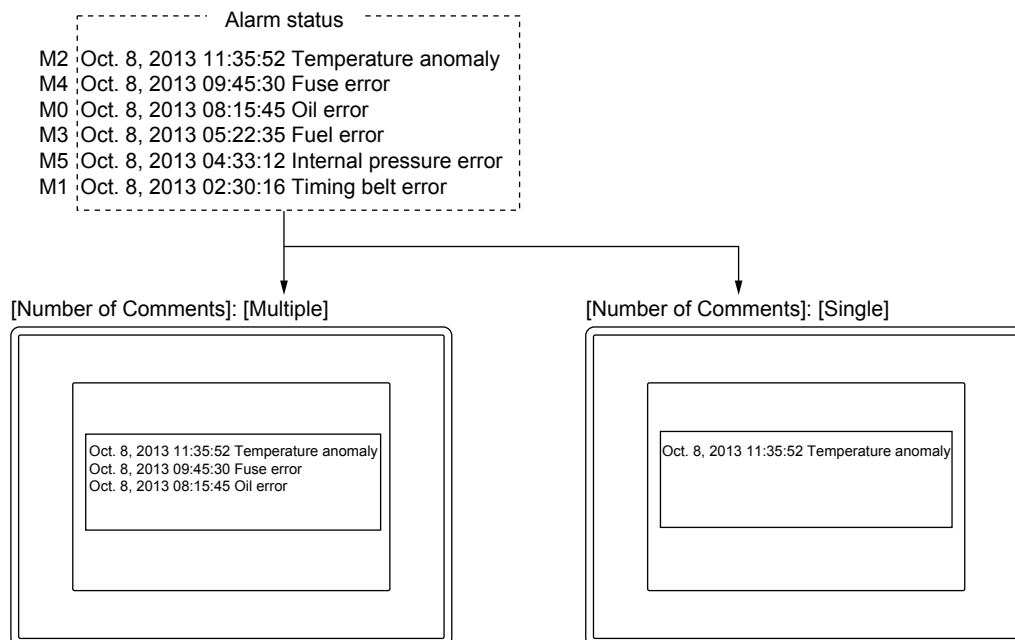 Alarm status
M2 Oct. 8, 2013 11:35:52 Temperature anomaly
M4 Oct. 8, 2013 09:45:30 Fuse error
M0 Oct. 8, 2013 08:15:45 Oil error
M3 Oct. 8, 2013 05:22:35 Fuel error
M5 Oct. 8, 2013 04:33:12 Internal pressure error
M1 Oct. 8, 2013 02:30:16 Timing belt error
[Number of Comments]: [Multiple]
Oct. 8, 2013 11:35:52 Temperature anomaly
Oct. 8, 2013 09:45:30 Fuse error
Oct. 8, 2013 08:15:45 Oil error
[Number of Comments]: [Single]
Oct. 8, 2013 11:35:52 Temperature anomaly